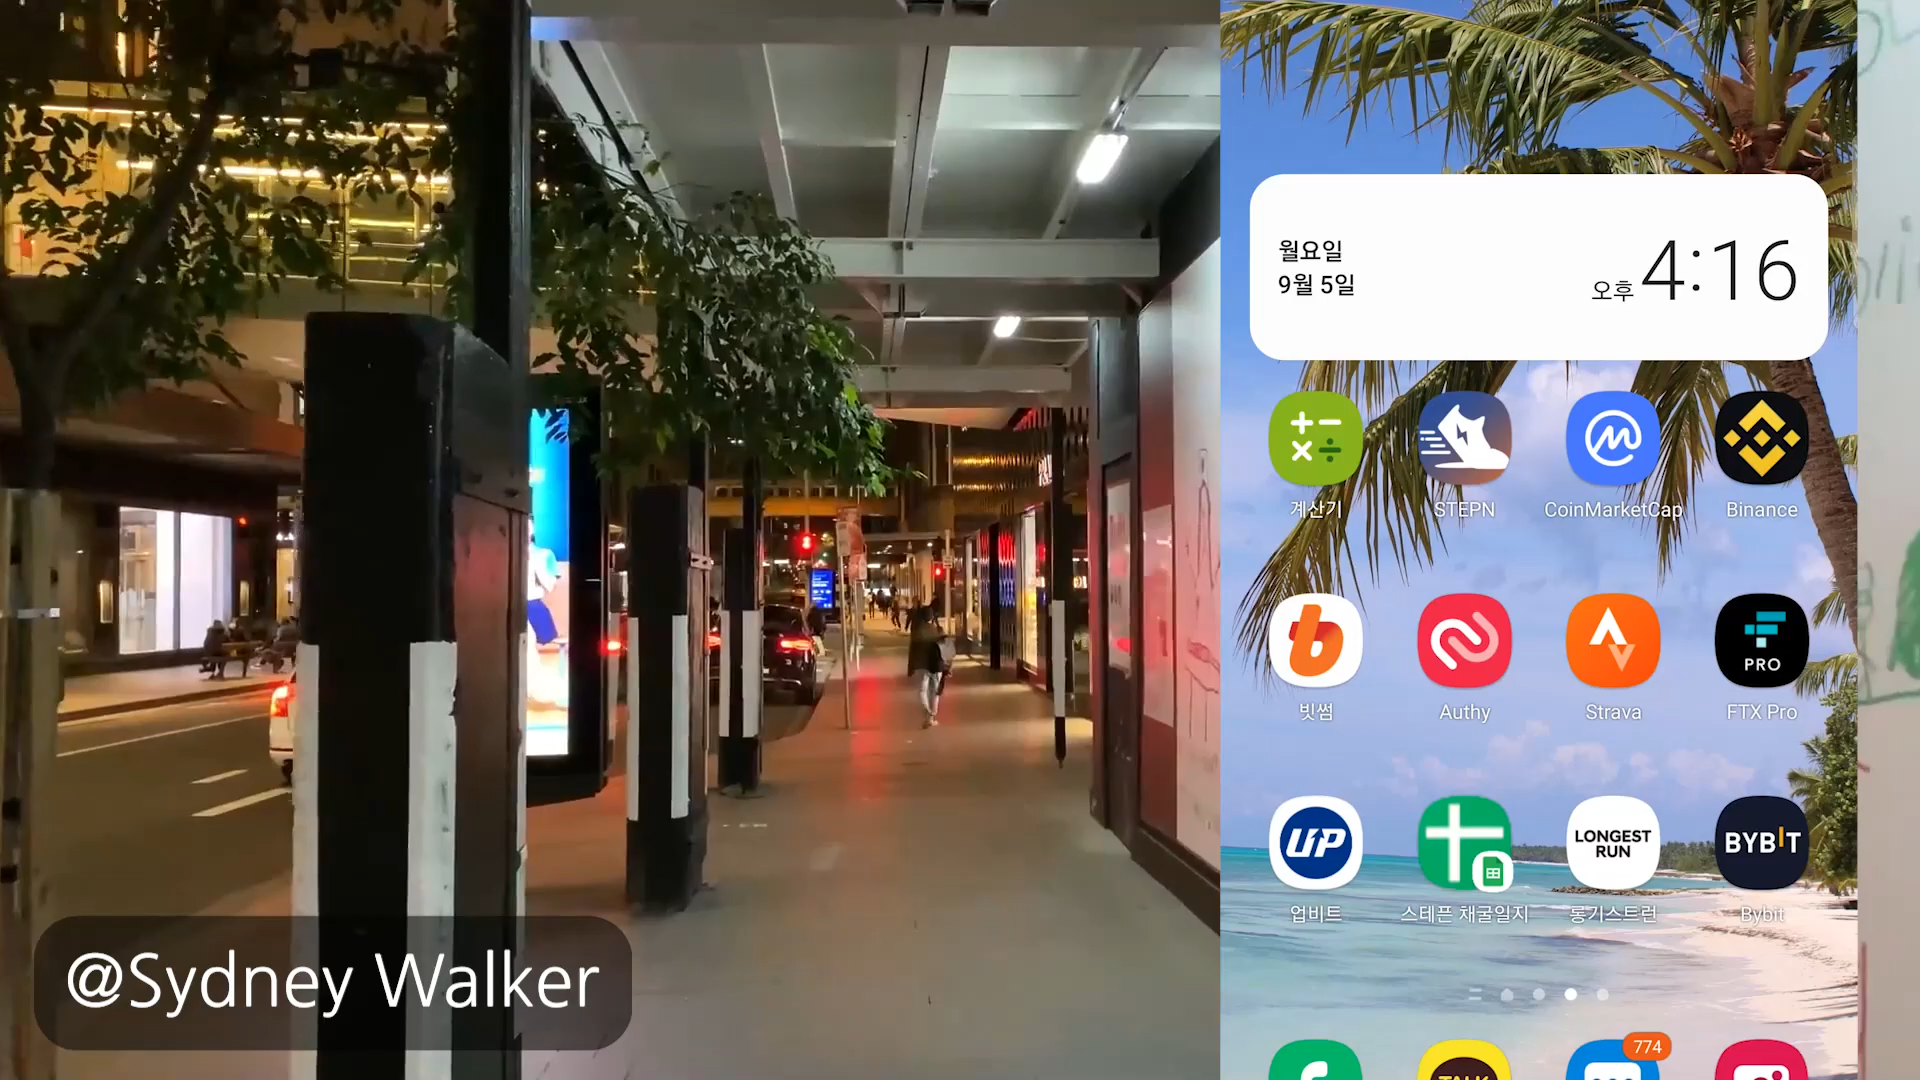 @Sydney Walker
월요일
9월 5일
오후 4:16
계산기
STEPN
CoinMarketCap
Binance
빗썸
Authy
Strava
PRO
FTX Pro
UP
업비트
스테픈 채굴일지
LONGEST
RUN
롱기스트런
BYBIT
Bybit
774
TALK